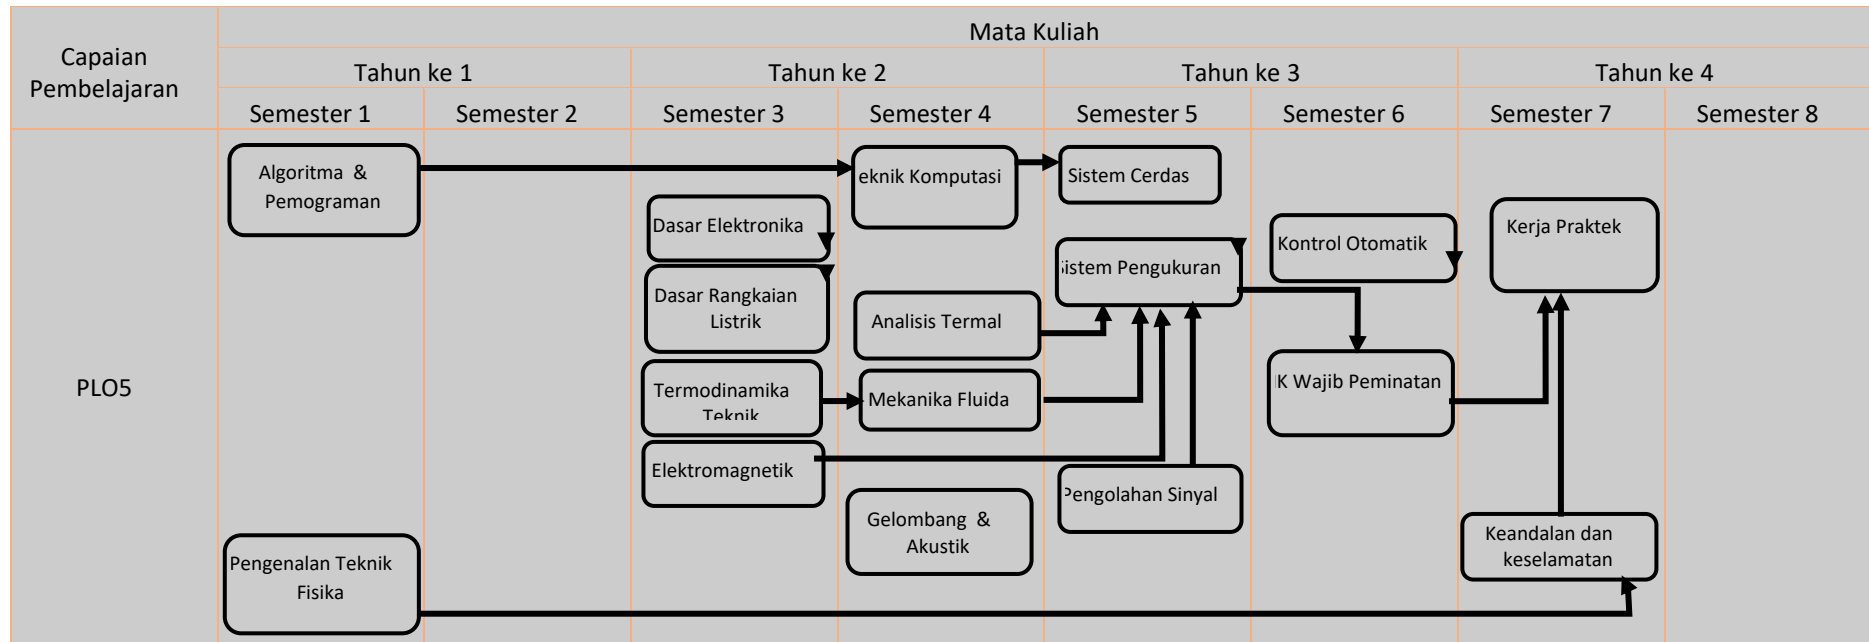 Capaian
Pembelajaran
Mata Kuliah
Tahun ke 1
Tahun ke 2
Tahun ke 3
Tahun ke 4
Semester 1
Semester 2
Semester 3
Semester 4
Semester 5
Semester 6
Semester 7
Semester 8
PLO5
Algoritma &
Pemograman
Pengenalan Teknik
Fisika
Dasar Elektronika
Dasar Rangkaian
Listrik
Termodinamika
Teknik
Elektromagnetik
eknik Komputasi
Analisis Termal
Mekanika Fluida
Gelombang &
Akustik
Sistem Cerdas
istem Pengukuran
Pengolahan Sinyal
Kontrol Otomatik
K Wajib Peminatan
Kerja Praktek
Keandalan dan
keselamatan